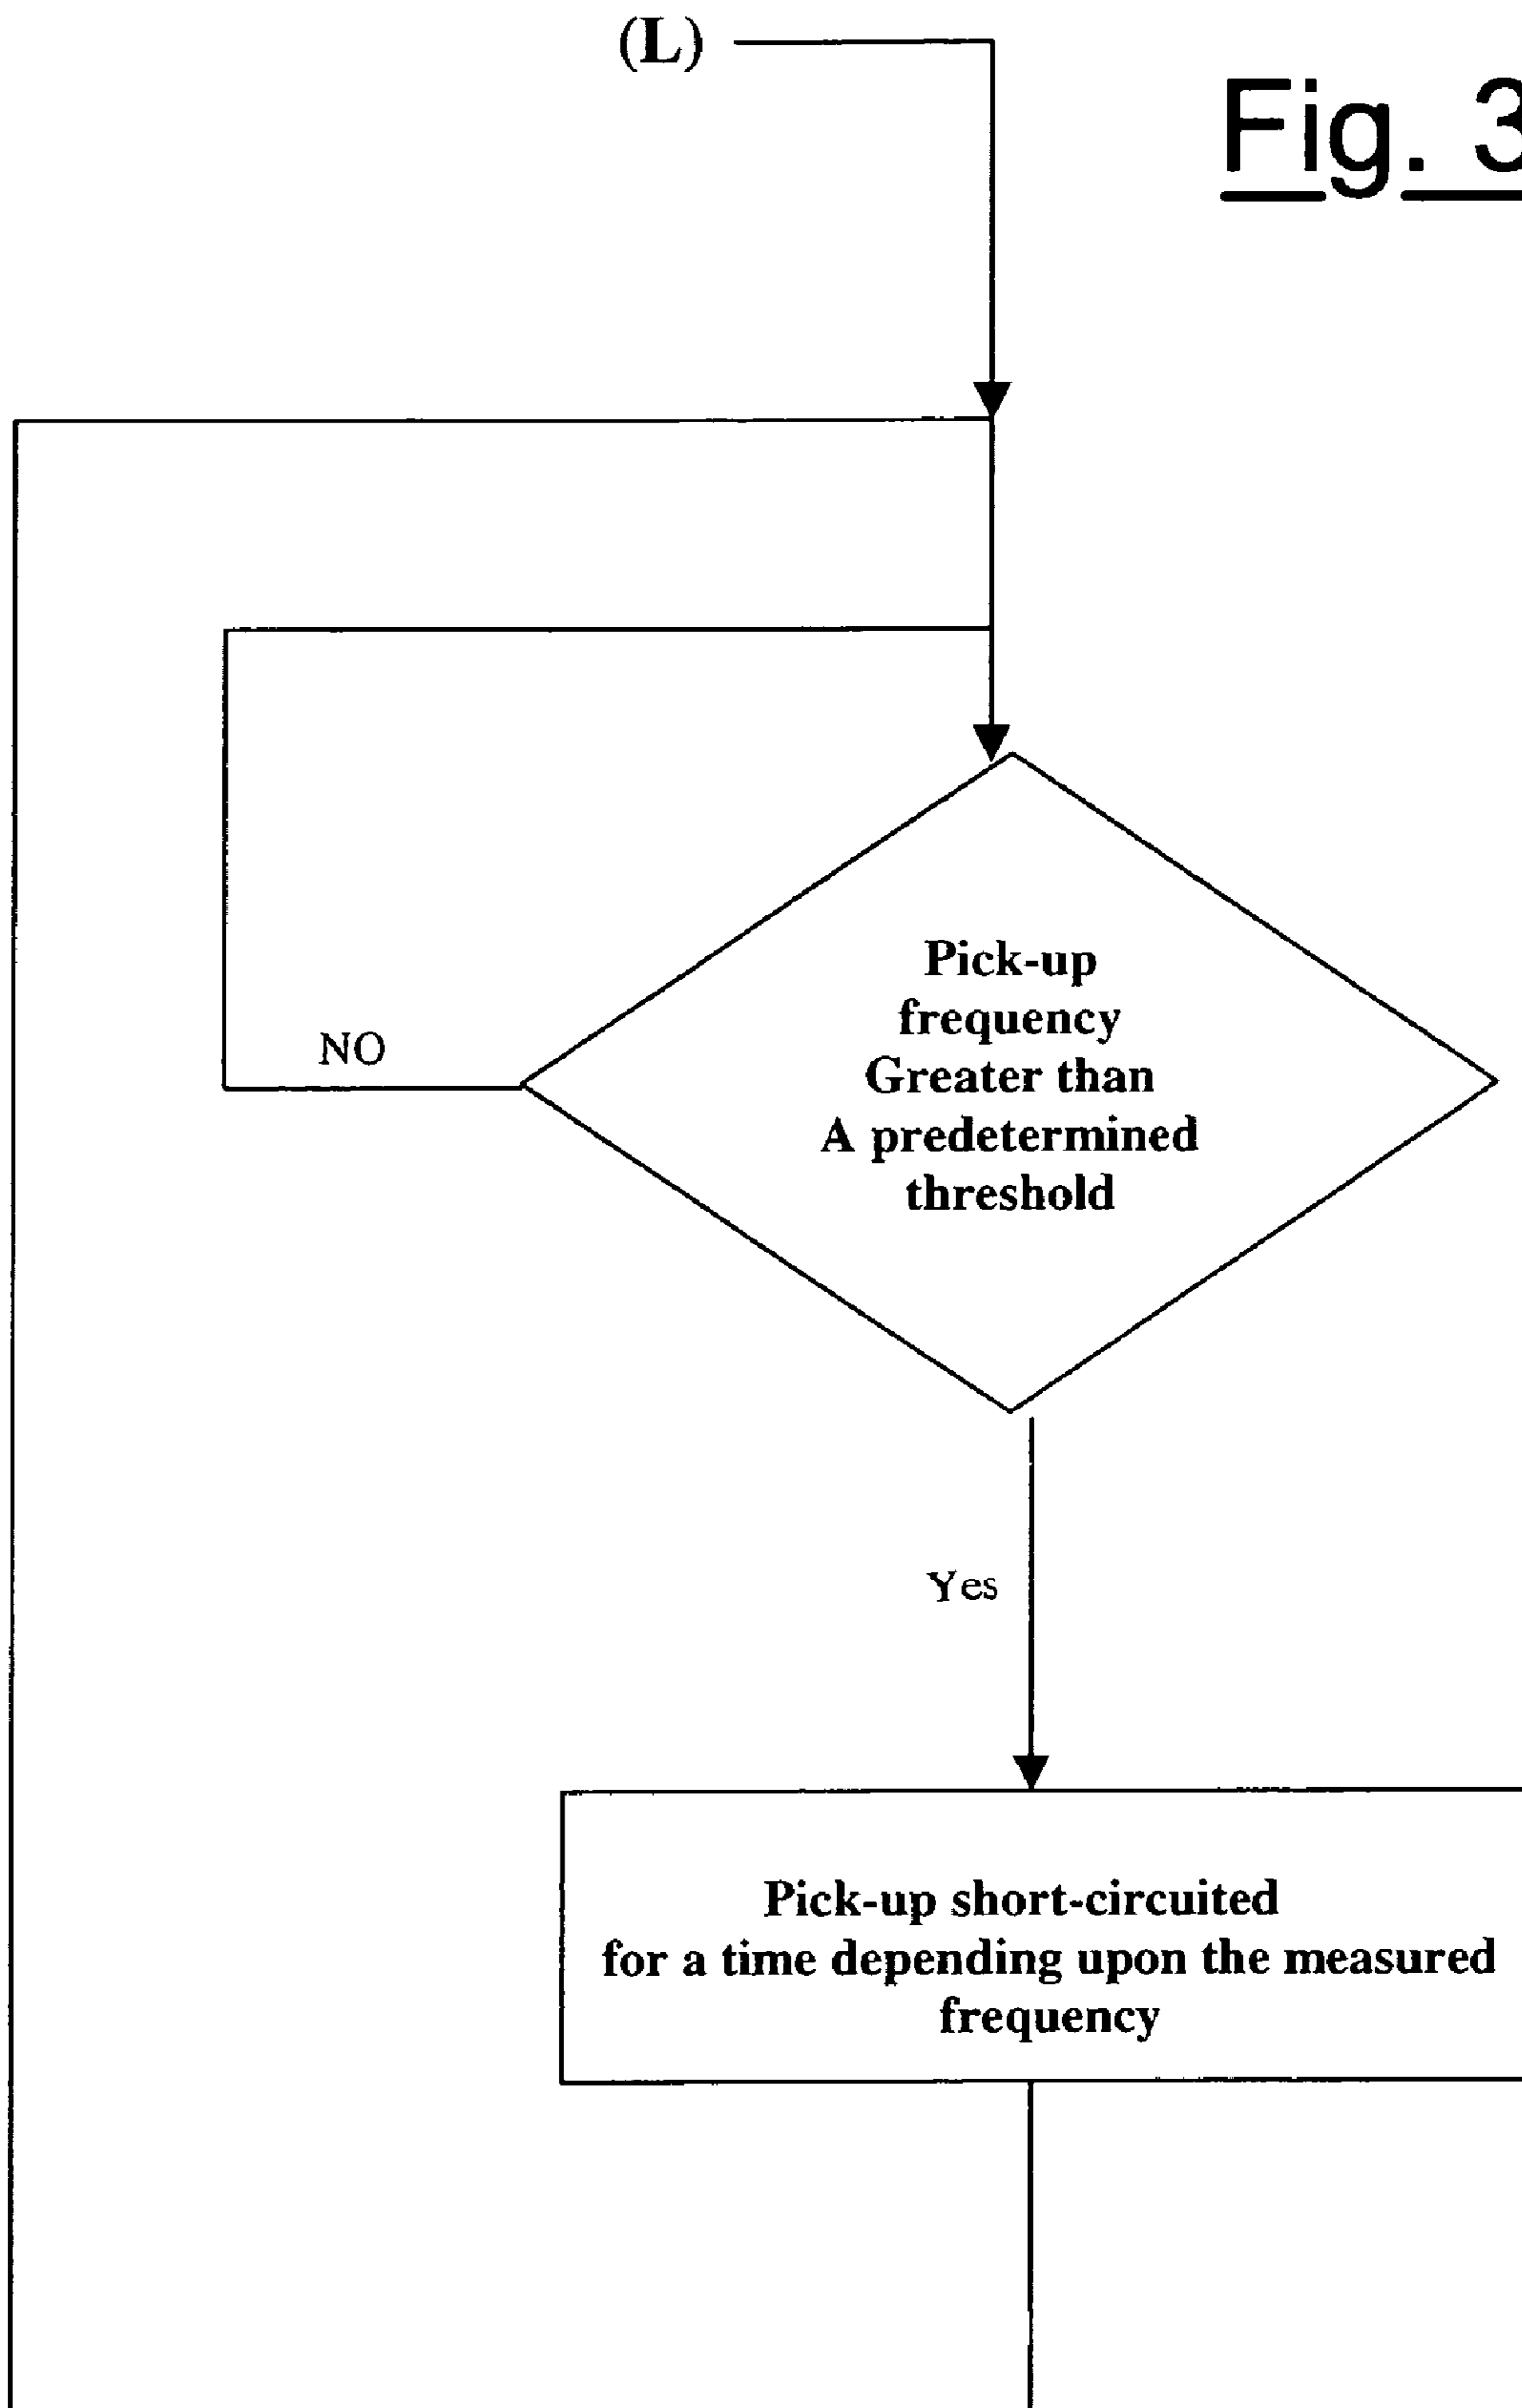 (L)
Fig. 3
NO
Pick-up
frequency
Greater than
A predetermined
threshold
Yes
Pick-up short-circuited
for a time depending upon the measured
frequency